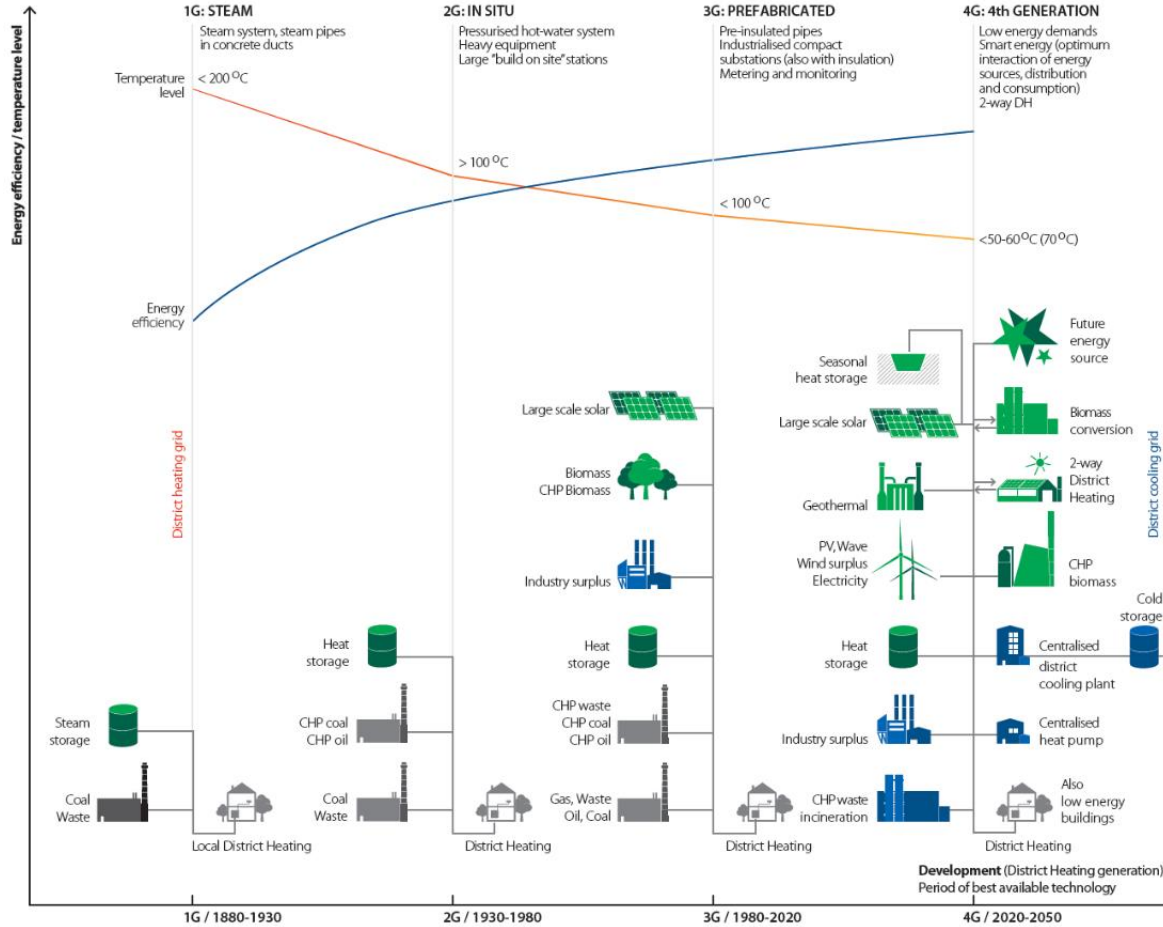 1G: STEAM
Steam system, steam pipes
in concrete ducts
2G: IN SITU
Pressurised hot-water system
Heavy equipment
Large "build on site" stations
3G: PREFABRICATED
Pre-insulated pipes
Industrialised compact
substations (also with insulation)
Metering and monitoring
4G: 4th GENERATION
Low energy demands
Smart energy (optimum
interaction of energy
sources, distribution
and consumption)
2-way DH
Energy efficiency / temperature level
Temperature
level
< 200 °C
> 100 °C
< 100 °C
<50-60°C (70°C)
Energy
efficiency
District heating grid
District cooling grid
Steam
storage
Coal
Waste
Local District Heating
Heat
storage
CHP coal
CHP oil
Coal
Waste
District Heating
Large scale solar
Biomass
CHP Biomass
Industry surplus
Heat
storage
CHP waste
CHP coal
CHP oil
Gas, Waste
Oil, Coal
District Heating
Seasonal
heat storage
Large scale solar
Geothermal
PV, Wave
Wind surplus
Electricity
Heat
storage
Industry surplus
CHP waste
incineration
Future
energy
source
Biomass
conversion
2-way
District
Heating
CHP
biomass
Cold
storage
Centralised
district
cooling plant
Centralised
heat pump
Also
low energy
buildings
District Heating
Development (District Heating generation)
Period of best available technology
1G / 1880-1930
2G / 1930-1980
3G / 1980-2020
4G / 2020-2050